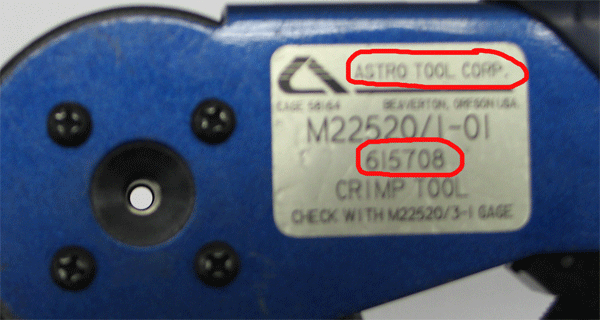 ASTRO TOOL CORP.
CAGE 58164 BEAVERTON, OREGON USA.
M22520/1-01
615708
CRIMP TOOL
CHECK WITH M22520/3-1 GAGE